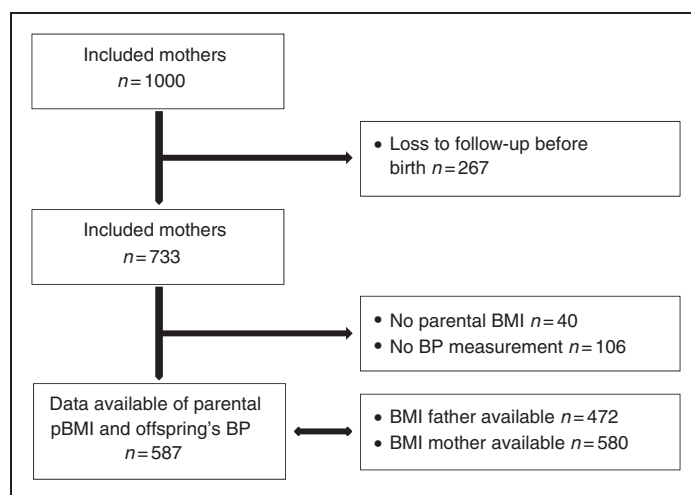 Included mothers
n=1000
• Loss to follow-up before
birth n=267
Included mothers
n=733
• No parental BMI n=40
• No BP measurement n=106
Data available of parental
pBMI and offspring's BP
n=587
• BMI father available n=472
• BMI mother available n=580